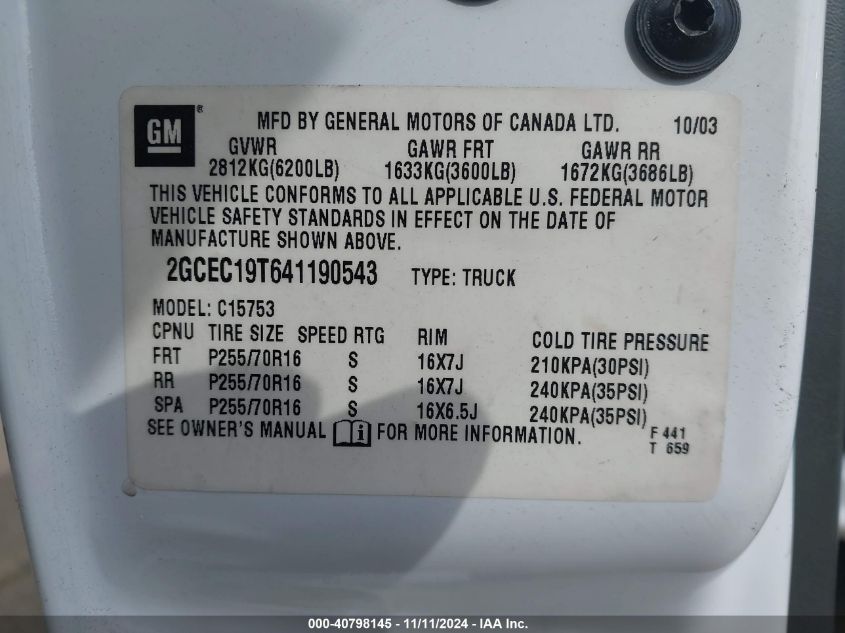 GM ® MFD BY GENERAL MOTORS OF CANADA LTD. 10/03
GVWR GAWR FRT GAWR RR
2812KG(6200LB) 1633KG(3600LB) 1672KG(3686LB)
THIS VEHICLE CONFORMS TO ALL APPLICABLE U.S. FEDERAL MOTOR
VEHICLE SAFETY STANDARDS IN EFFECT ON THE DATE OF
MANUFACTURE SHOWN ABOVE.
2GCEC19T641190543 TYPE: TRUCK
MODEL: C15753
CPNU TIRE SIZE SPEED RTG RIM COLD TIRE PRESSURE
FRT P255/70R16 S 16X7J 210KPA(30PSI)
RR P255/70R16 S 16X7J 240KPA(35PSI)
SPA P255/70R16 S 16X6.5J 240KPA(35PSI)
SEE OWNER'S MANUAL i FOR MORE INFORMATION. F 441
T 659
000-40798145 - 11/11/2024 - IAA Inc.